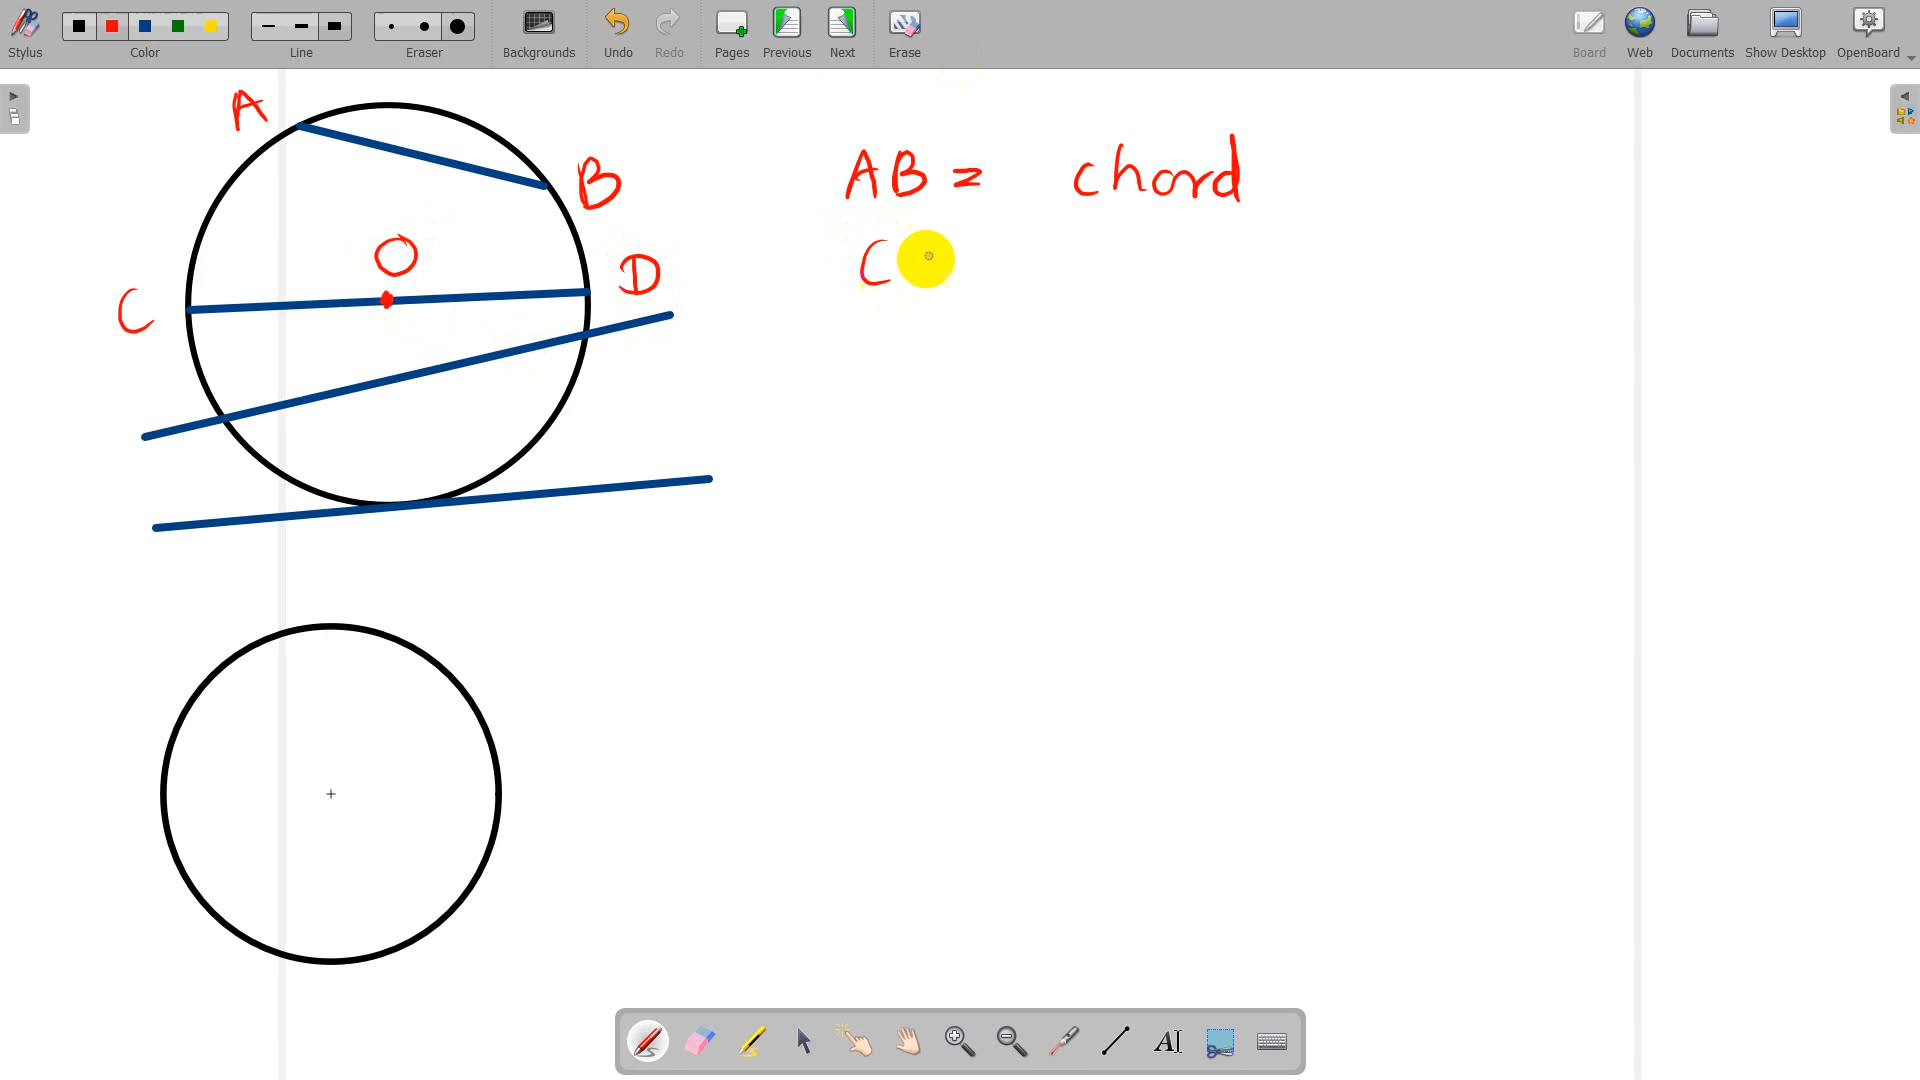 Stylus Color Line Eraser Backgrounds Undo Redo Pages Previous Next Erase Board Web Documents Show Desktop OpenBoard
A
B
AB = chord
O
D
C
C